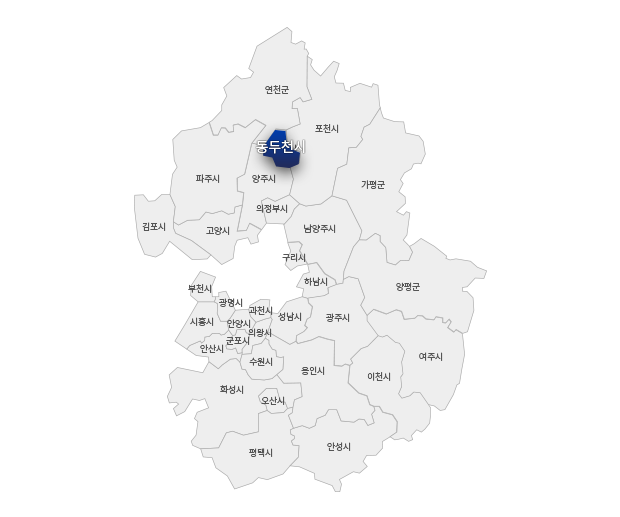 연천군
포천시
동두천시
파주시
양주시
가평군
의정부시
김포시
고양시
남양주시
구리시
하남시
양평군
부천시
광명시
과천시
시흥시
안양시
성남시
광주시
의왕시
군포시
안산시
수원시
여주시
용인시
이천시
화성시
오산시
안성시
평택시